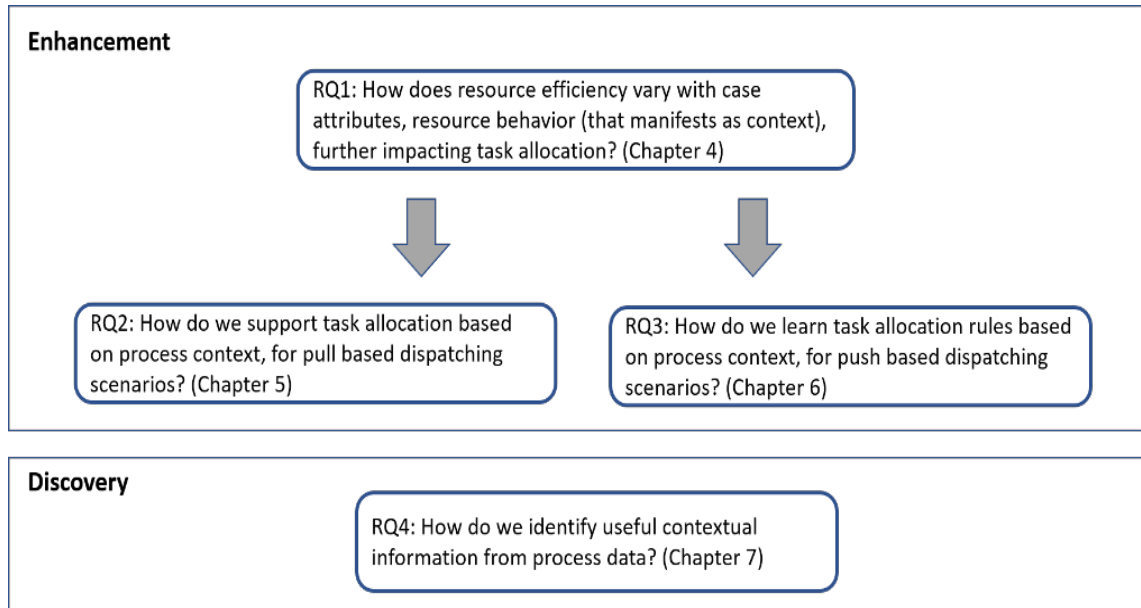 Enhancement
RQ1: How does resource efficiency vary with case
attributes, resource behavior (that manifests as context),
further impacting task allocation? (Chapter 4)
RQ2: How do we support task allocation based
on process context, for pull based dispatching
scenarios? (Chapter 5)
RQ3: How do we learn task allocation rules based
on process context, for push based dispatching
scenarios? (Chapter 6)
Discovery
RQ4: How do we identify useful contextual
information from process data? (Chapter 7)